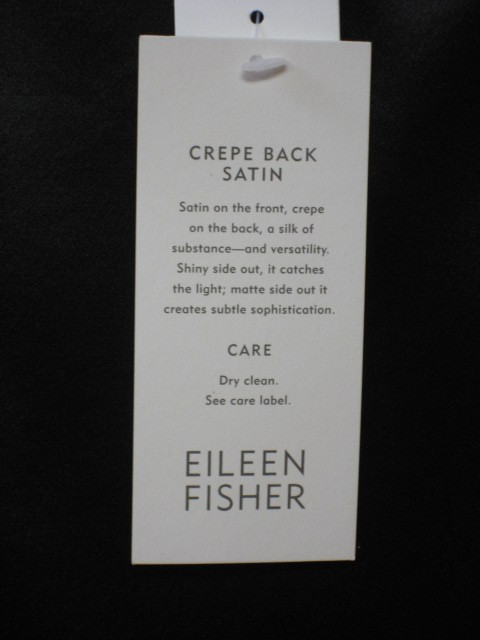 CREPE BACK
SATIN
Satin on the front, crepe
on the back, a silk of
substance—and versatility.
Shiny side out, it catches
the light; matte side out it
creates subtle sophistication.
CARE
Dry clean.
See care label.
EILEEN
FISHER